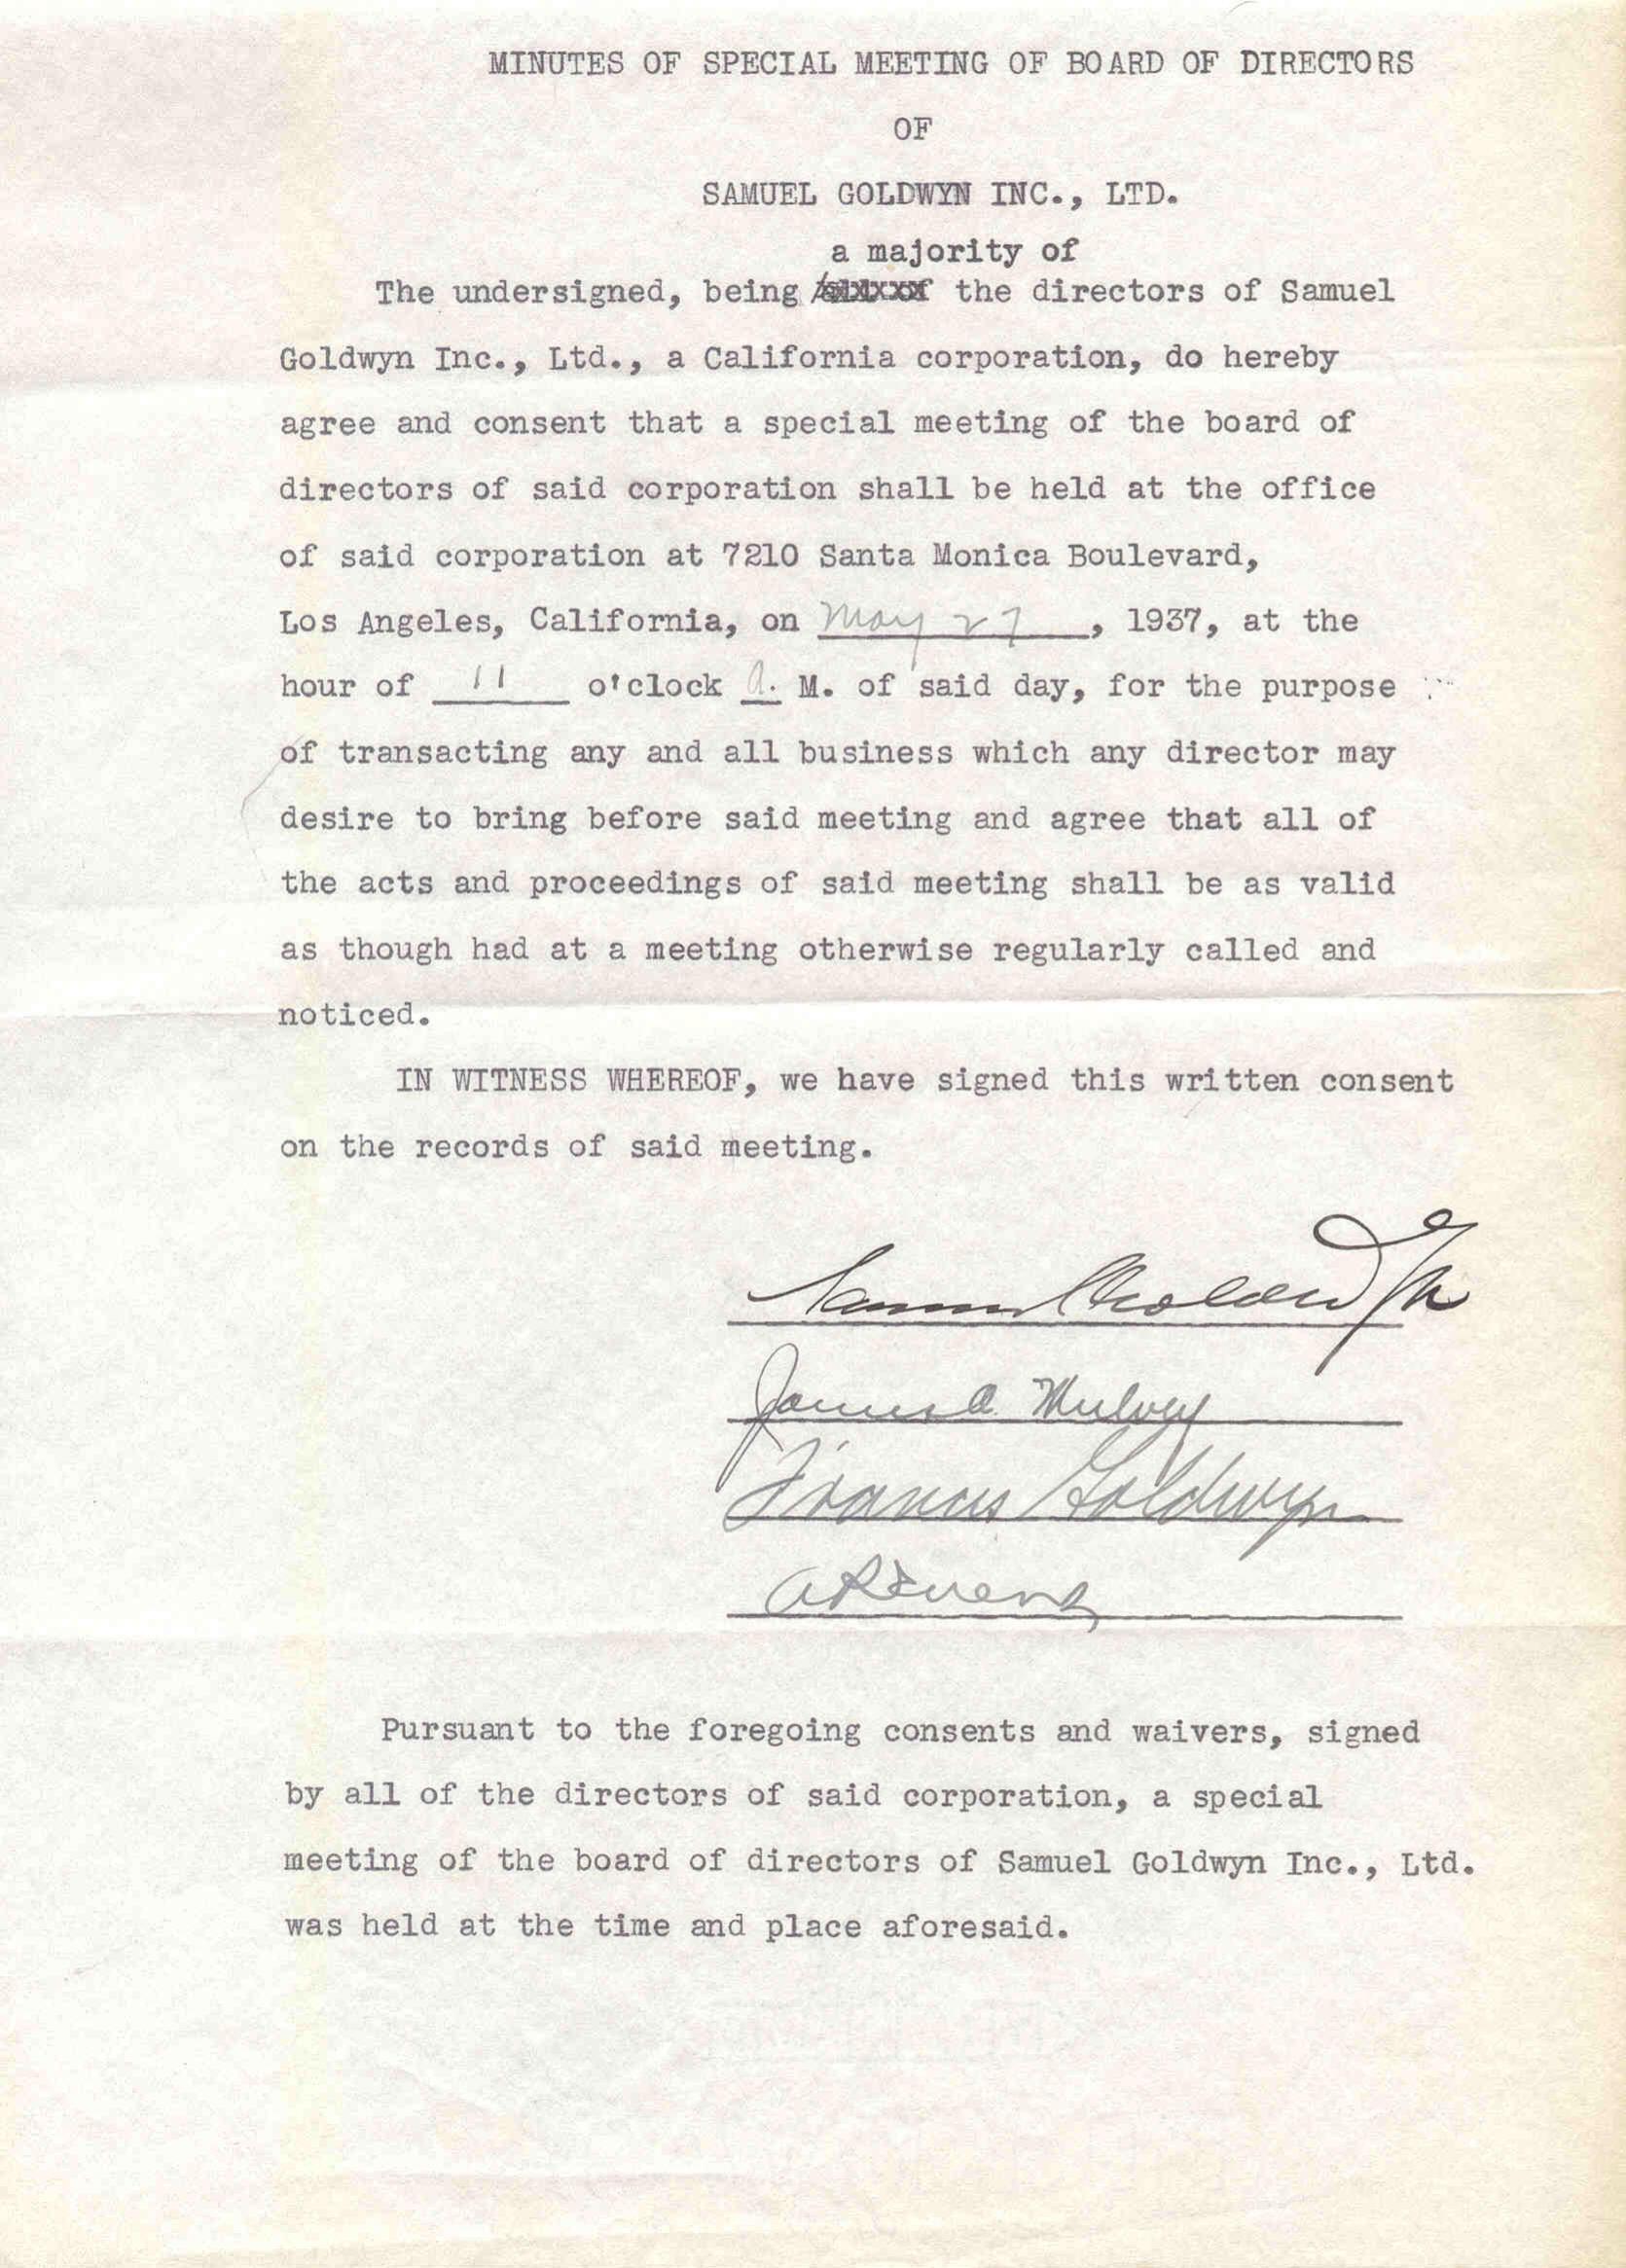 MINUTES OF SPECIAL MEETING OF BOARD OF DIRECTORS
OF
SAMUEL GOLDWYN INC., LTD.
a majority of
The undersigned, being the directors of Samuel
Goldwyn Inc., Ltd., a California corporation, do hereby
agree and consent that a special meeting of the board of
directors of said corporation shall be held at the office
of said corporation at 7210 Santa Monica Boulevard,
Los Angeles, California, on May 27, 1937, at the
hour of 11 o'clock A. M. of said day, for the purpose
of transacting any and all business which any director may
desire to bring before said meeting and agree that all of
the acts and proceedings of said meeting shall be as valid
as though had at a meeting otherwise regularly called and
noticed.
IN WITNESS WHEREOF, we have signed this written consent
on the records of said meeting.
Samuel Goldwyn
James A. Mulvey
Frances Goldwyn
A R Evans
Pursuant to the foregoing consents and waivers, signed
by all of the directors of said corporation, a special
meeting of the board of directors of Samuel Goldwyn Inc., Ltd.
was held at the time and place aforesaid.